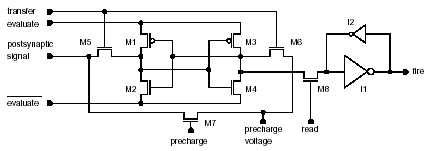 transfer
evaluate
postsynaptic
signal
M5
M1
M3
M6
I2
fire
M2
M4
M8
I1
evaluate
M7
precharge
precharge
voltage
read